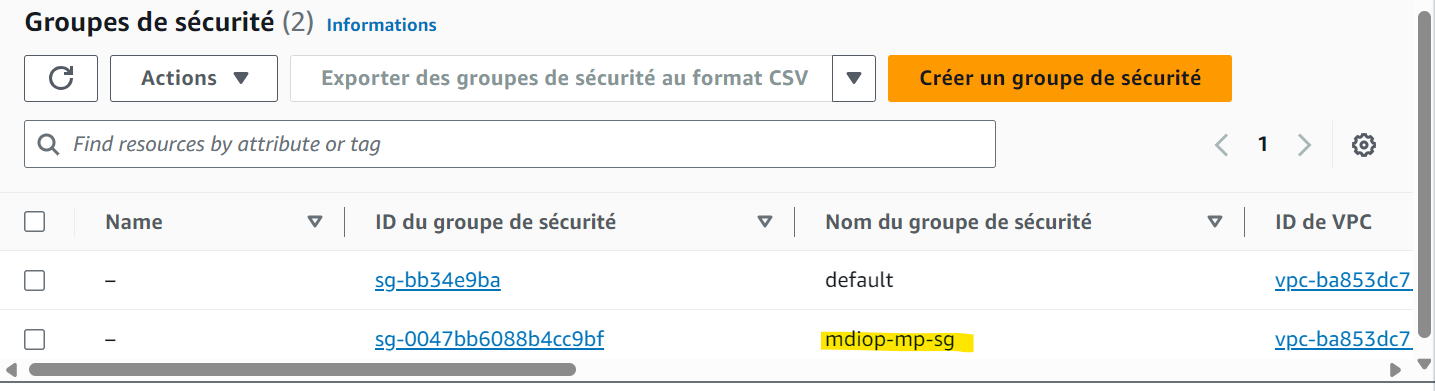 Groupes de sécurité (2) Informations
Actions Exporter des groupes de sécurité au format CSV Créer un groupe de sécurité
Find resources by attribute or tag 1
Name ID du groupe de sécurité Nom du groupe de sécurité ID de VPC
– sg-bb34e9ba default vpc-ba853dc7
– sg-0047bb6088b4cc9bf mdiop-mp-sg vpc-ba853dc7